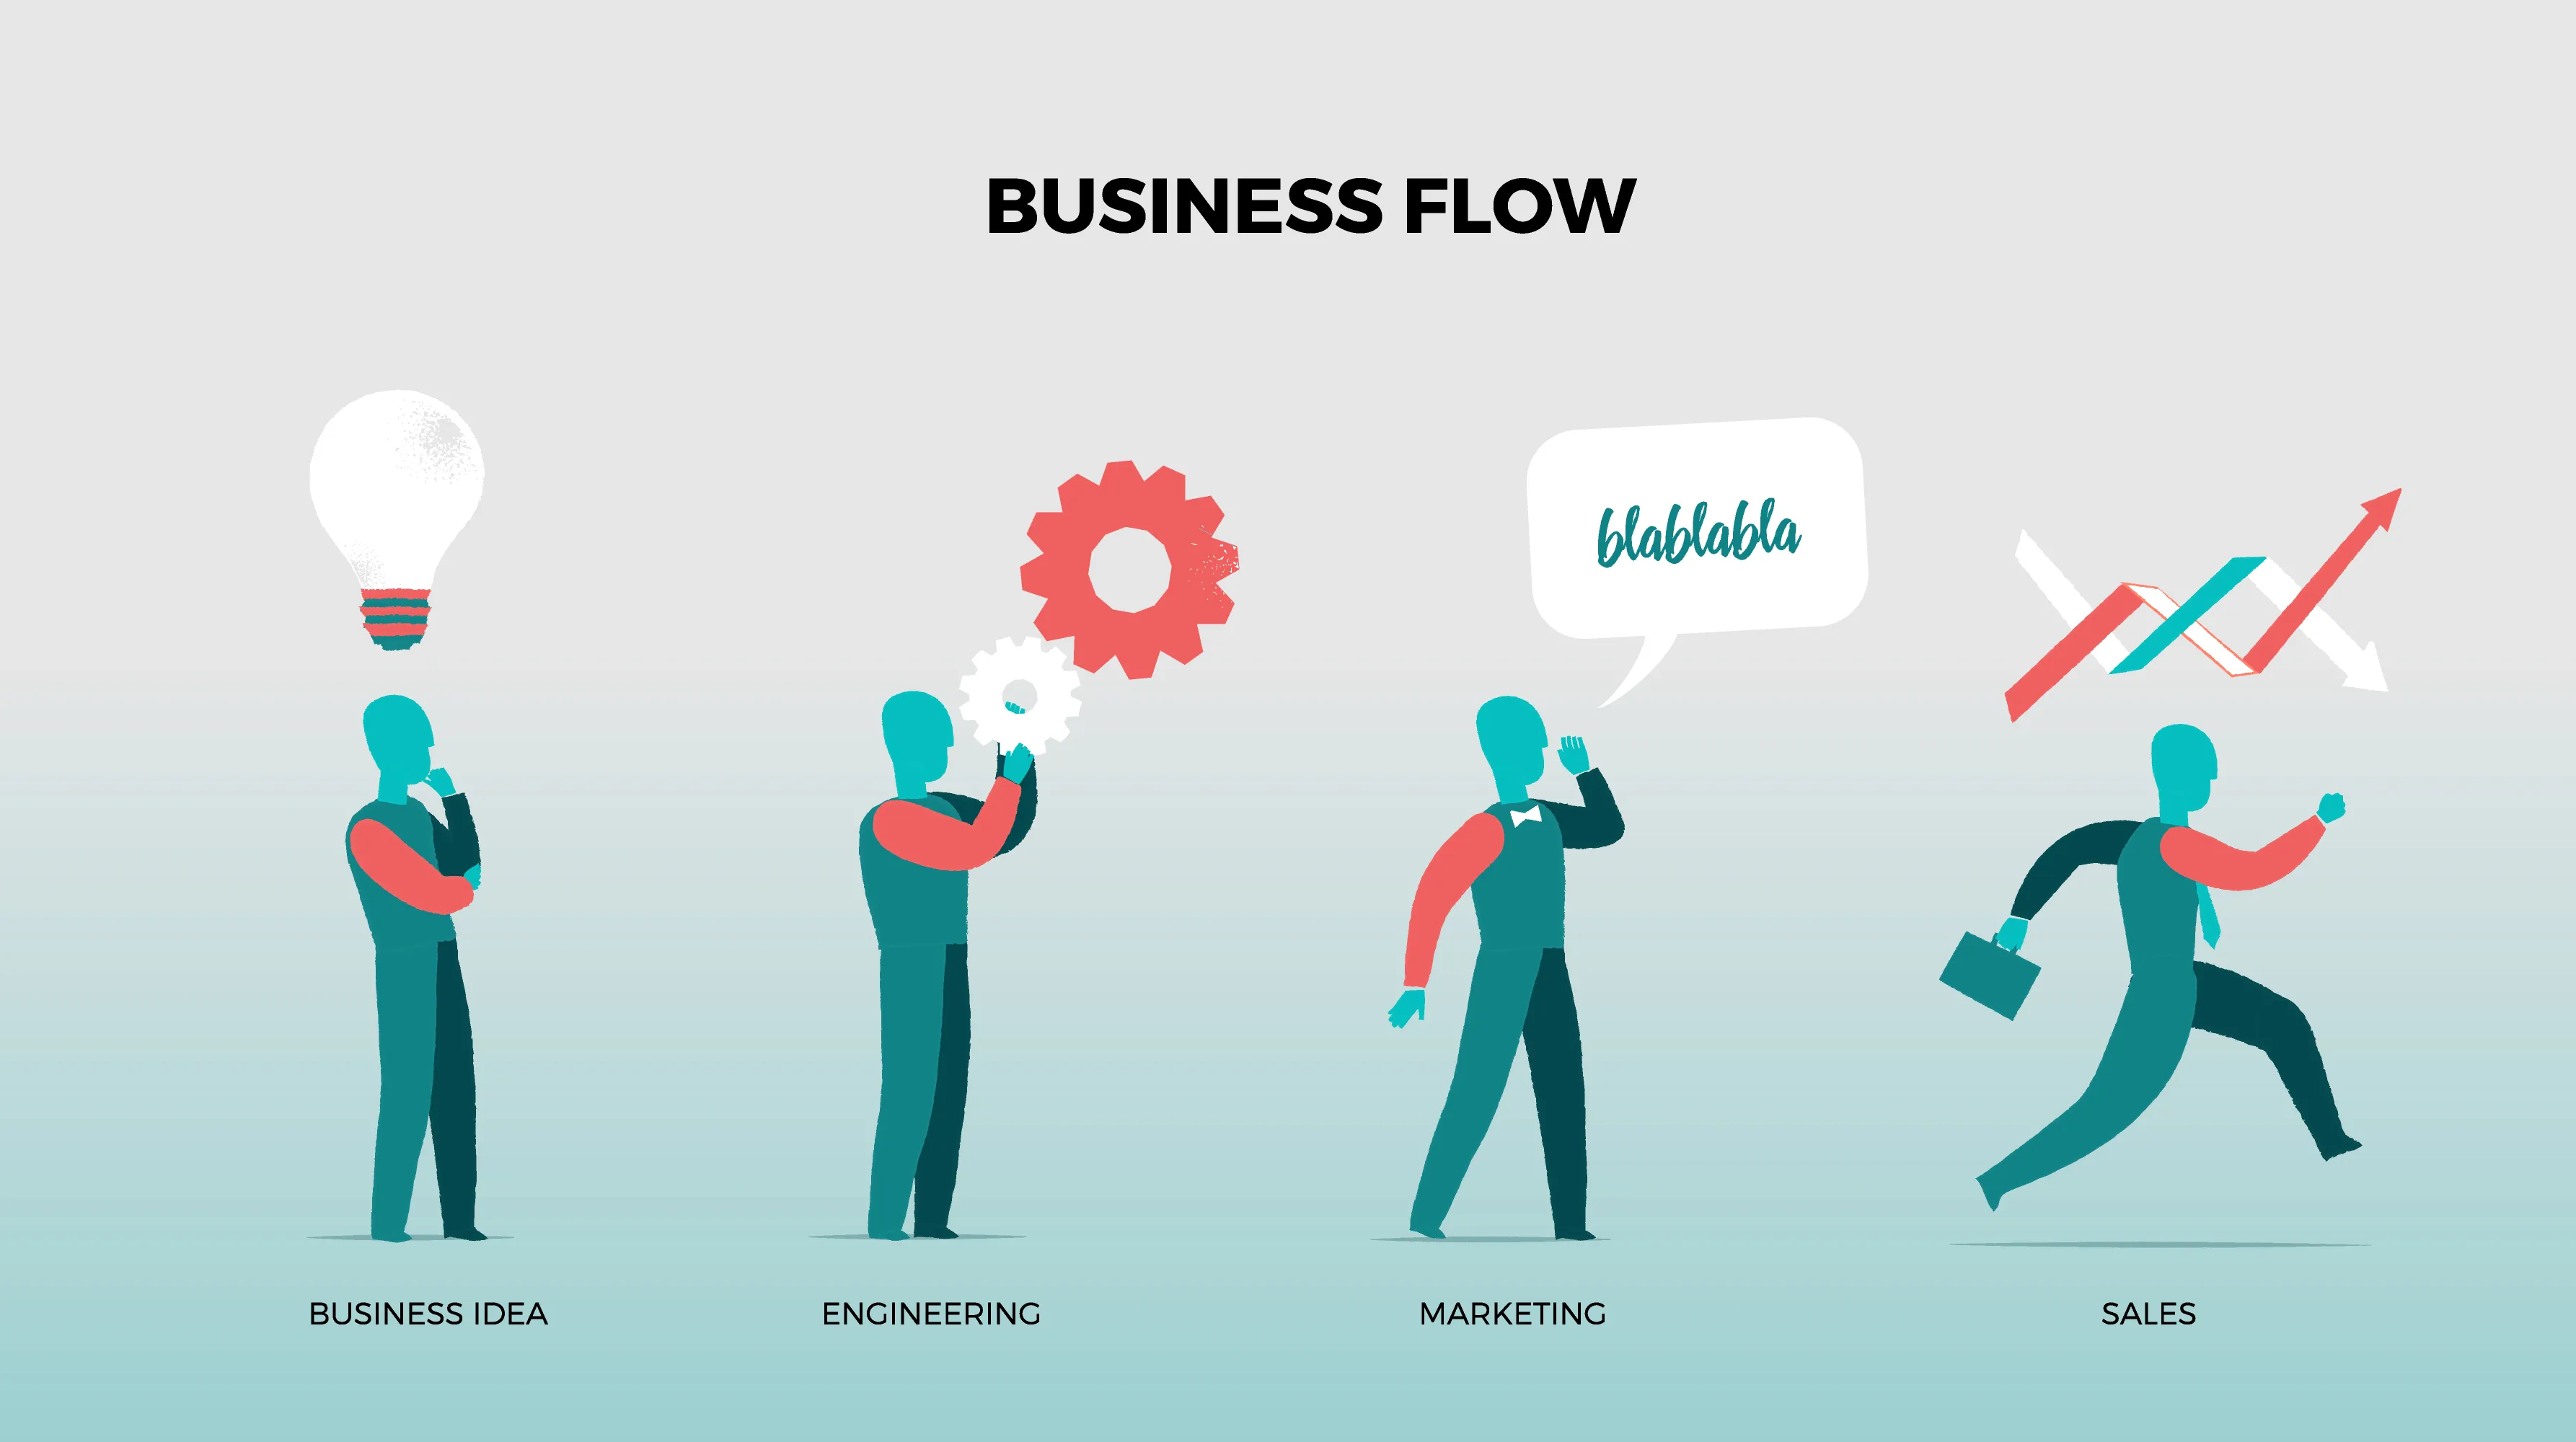 BUSINESS FLOW
blablabla
BUSINESS IDEA
ENGINEERING
MARKETING
SALES